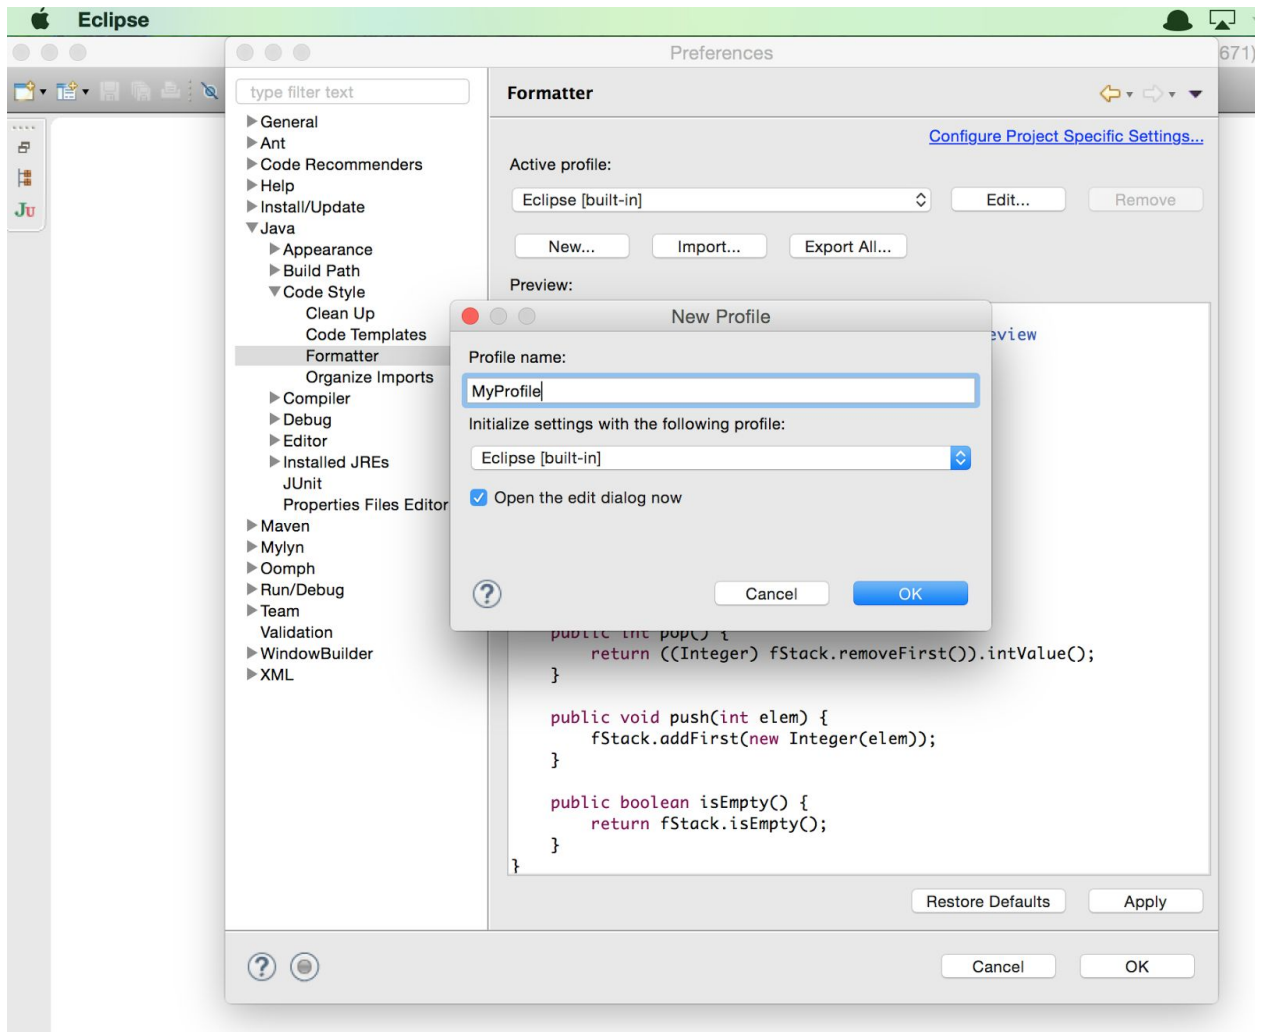 Eclipse
Preferences
671)
type filter text
Formatter
General
Ant
Code Recommenders
Help
Install/Update
Java
Appearance
Build Path
Code Style
Clean Up
Code Templates
Formatter
Organize Imports
Compiler
Debug
Editor
Installed JREs
JUnit
Properties Files Editor
Maven
Mylyn
Oomph
Run/Debug
Team
Validation
WindowBuilder
XML
Ju
Configure Project Specific Settings...
Active profile:
Eclipse [built-in]
Edit...
Remove
New...
Import...
Export All...
Preview:
eview
New Profile
Profile name:
MyProfile
Initialize settings with the following profile:
Eclipse [built-in]
Open the edit dialog now
?
Cancel
OK
public int pop() {
return ((Integer) fStack.removeFirst()).intValue();
}
public void push(int elem) {
fStack.addFirst(new Integer(elem));
}
public boolean isEmpty() {
return fStack.isEmpty();
}
}
Restore Defaults
Apply
?
Cancel
OK